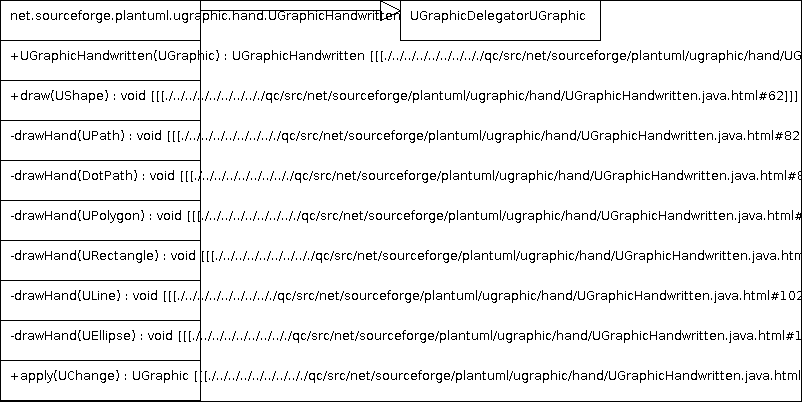 net.sourceforge.plantuml.ugraphic.hand.UGraphicHandwritten
UGraphicDelegatorUGraphic
+UGraphicHandwritten(UGraphic) : UGraphicHandwritten [[[./../../../../../../../../qc/src/net/sourceforge/plantuml/ugraphic/hand/UG
+draw(UShape) : void [[[./../../../../../../../../qc/src/net/sourceforge/plantuml/ugraphic/hand/UGraphicHandwritten.java.html#62]]]
-drawHand(UPath) : void [[[./../../../../../../../../qc/src/net/sourceforge/plantuml/ugraphic/hand/UGraphicHandwritten.java.html#82
-drawHand(DotPath) : void [[[./../../../../../../../../qc/src/net/sourceforge/plantuml/ugraphic/hand/UGraphicHandwritten.java.html#8
-drawHand(UPolygon) : void [[[./../../../../../../../../qc/src/net/sourceforge/plantuml/ugraphic/hand/UGraphicHandwritten.java.html#
-drawHand(URectangle) : void [[[./../../../../../../../../qc/src/net/sourceforge/plantuml/ugraphic/hand/UGraphicHandwritten.java.htm
-drawHand(ULine) : void [[[./../../../../../../../../qc/src/net/sourceforge/plantuml/ugraphic/hand/UGraphicHandwritten.java.html#102
-drawHand(UEllipse) : void [[[./../../../../../../../../qc/src/net/sourceforge/plantuml/ugraphic/hand/UGraphicHandwritten.java.html#1
+apply(UChange) : UGraphic [[[./../../../../../../../../qc/src/net/sourceforge/plantuml/ugraphic/hand/UGraphicHandwritten.java.html